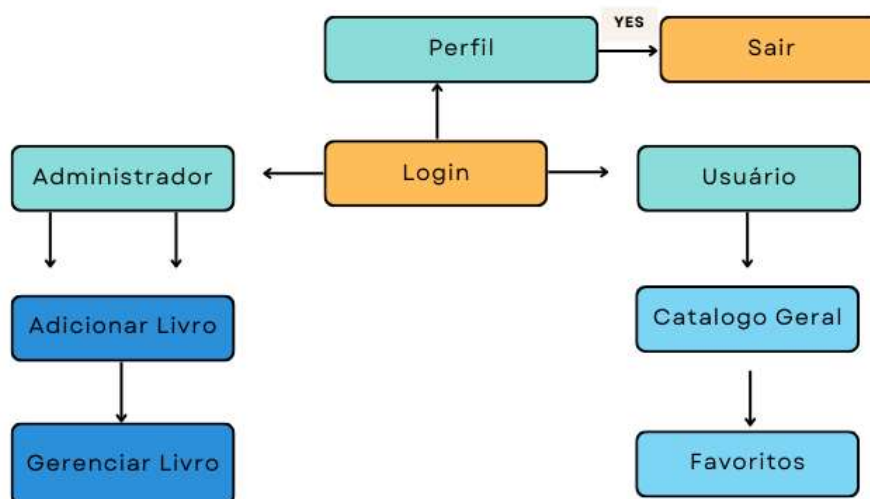 YES
Perfil
Sair
Administrador
Login
Usuário
Adicionar Livro
Catalogo Geral
Gerenciar Livro
Favoritos